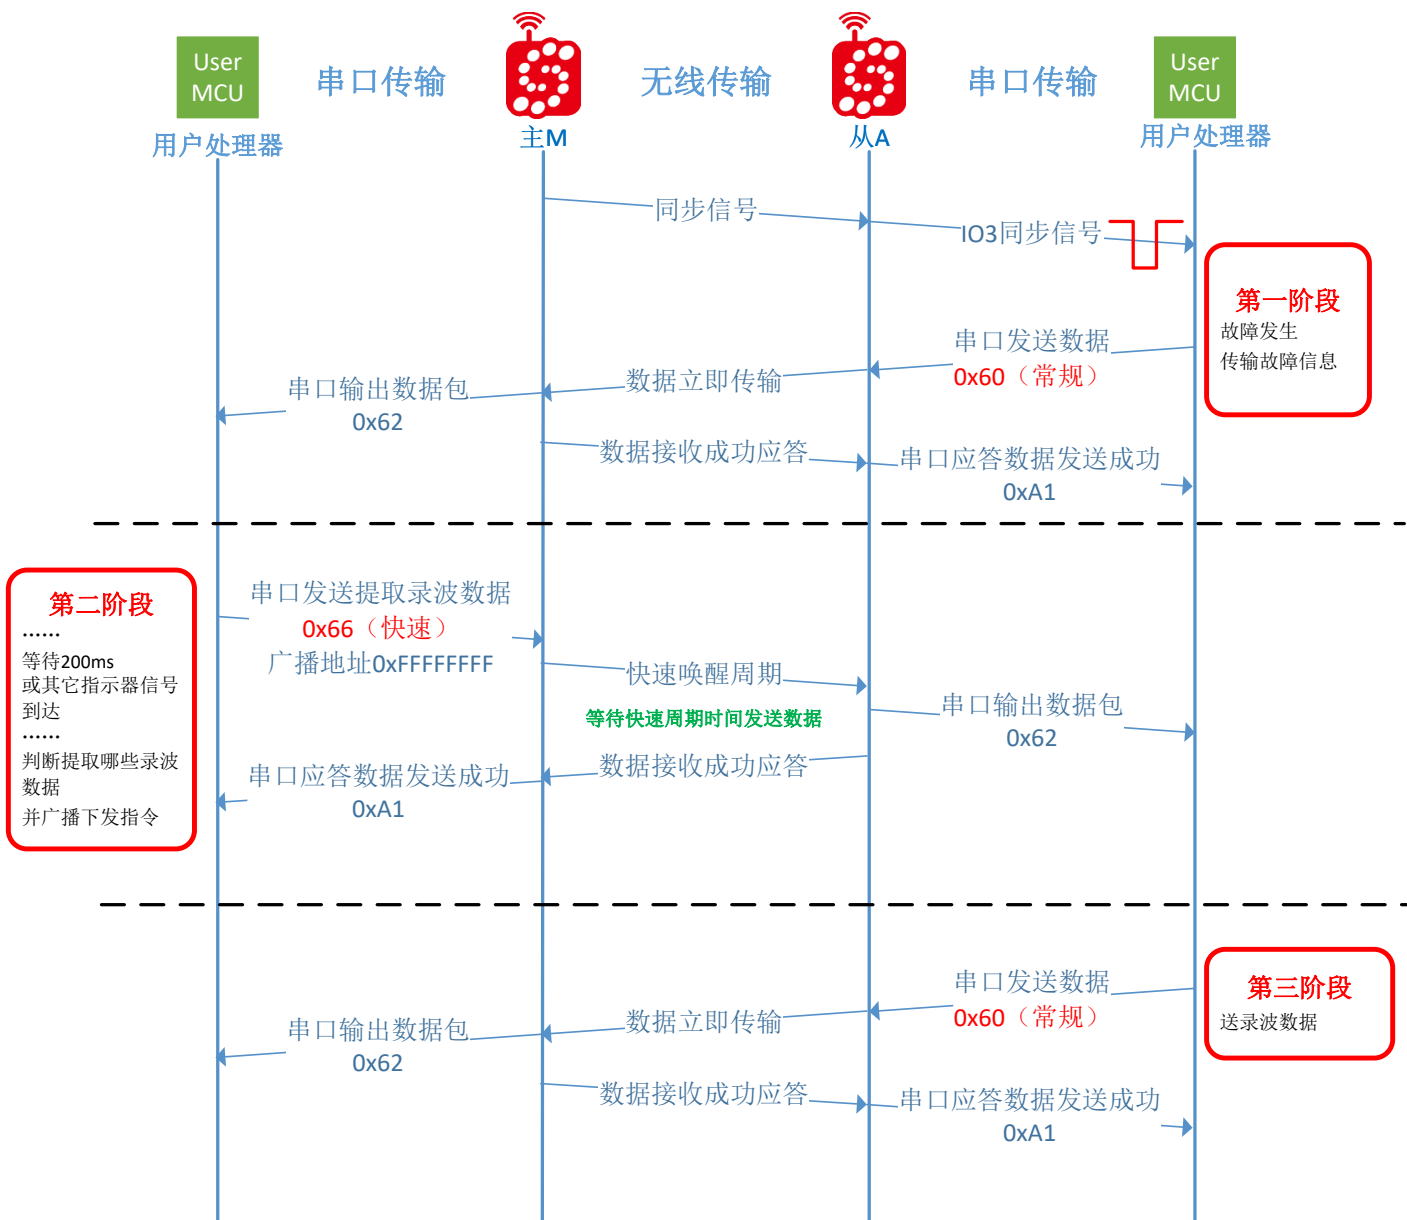 User
MCU
串口传输
无线传输
串口传输
User
MCU
用户处理器
主M
从A
用户处理器
同步信号
IO3同步信号
第一阶段
故障发生
传输故障信息
串口发送数据
0x60（常规）
数据立即传输
串口输出数据包
0x62
数据接收成功应答
串口应答数据发送成功
0xA1
第二阶段
……
等待200ms
或其它指示器信号
到达
……
判断提取哪些录波
数据
并广播下发指令
串口发送提取录波数据
0x66（快速）
广播地址0xFFFFFFFF
快速唤醒周期
等待快速周期时间发送数据
串口输出数据包
0x62
数据接收成功应答
串口应答数据发送成功
0xA1
第三阶段
送录波数据
串口发送数据
0x60（常规）
数据立即传输
串口输出数据包
0x62
数据接收成功应答
串口应答数据发送成功
0xA1